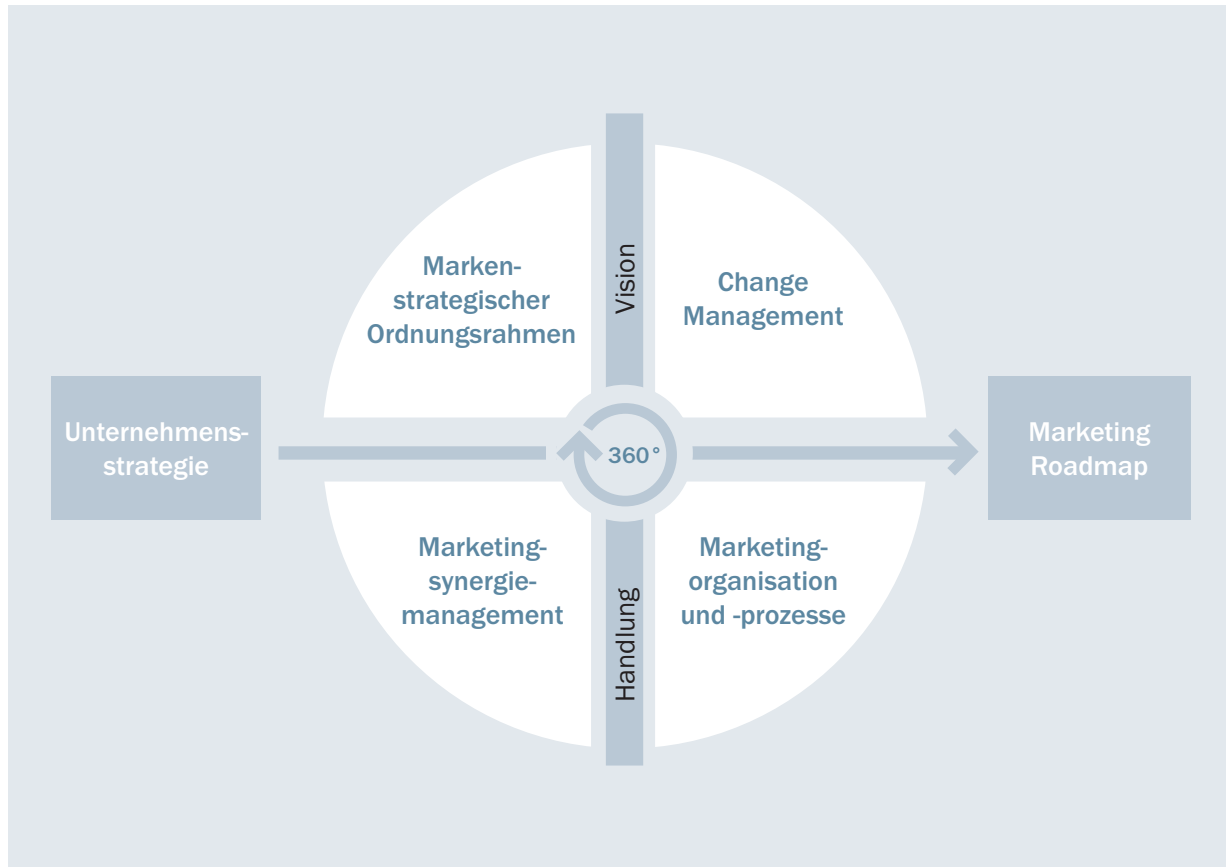 Vision
Marken-
strategischer
Ordnungsrahmen
Change
Management
Unternehmens-
strategie
360°
Marketing
Roadmap
Marketing-
synergie-
management
Marketing-
organisation
und -prozesse
Handlung